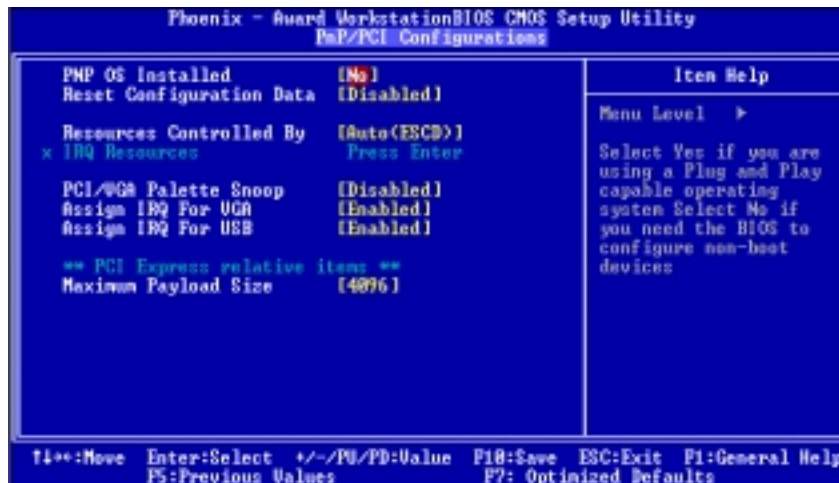 Phoenix - Award WorkstationBIOS CMOS Setup Utility
PnP/PCI Configurations
PNP OS Installed [No]
Reset Configuration Data [Disabled]
Resources Controlled By [Auto(ESCD)]
x IRQ Resources Press Enter
PCI/VGA Palette Snoop [Disabled]
Assign IRQ For VGA [Enabled]
Assign IRQ For USB [Enabled]
** PCI Express relative items **
Maximum Payload Size [4096]
Item Help
Menu Level ►
Select Yes if you are
using a Plug and Play
capable operating
system Select No if
you need the BIOS to
configure non-boot
devices
↑↓→←:Move Enter:Select +/-/PU/PD:Value F10:Save ESC:Exit F1:General Help
F5:Previous Values F7: Optimized Defaults